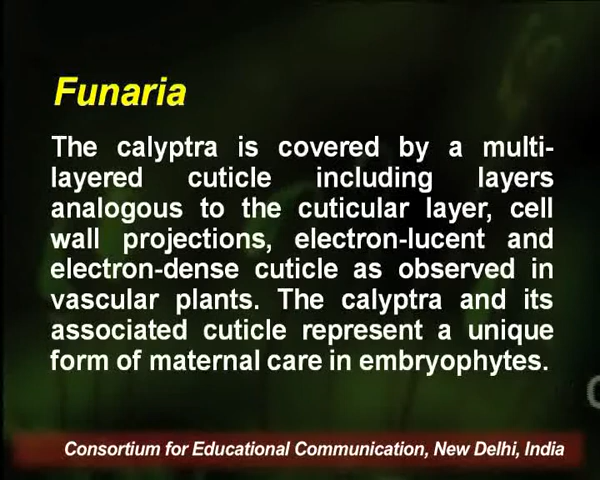 Funaria
The calyptra is covered by a multi-
layered cuticle including layers
analogous to the cuticular layer, cell
wall projections, electron-lucent and
electron-dense cuticle as observed in
vascular plants. The calyptra and its
associated cuticle represent a unique
form of maternal care in embryophytes.
Consortium for Educational Communication, New Delhi, India